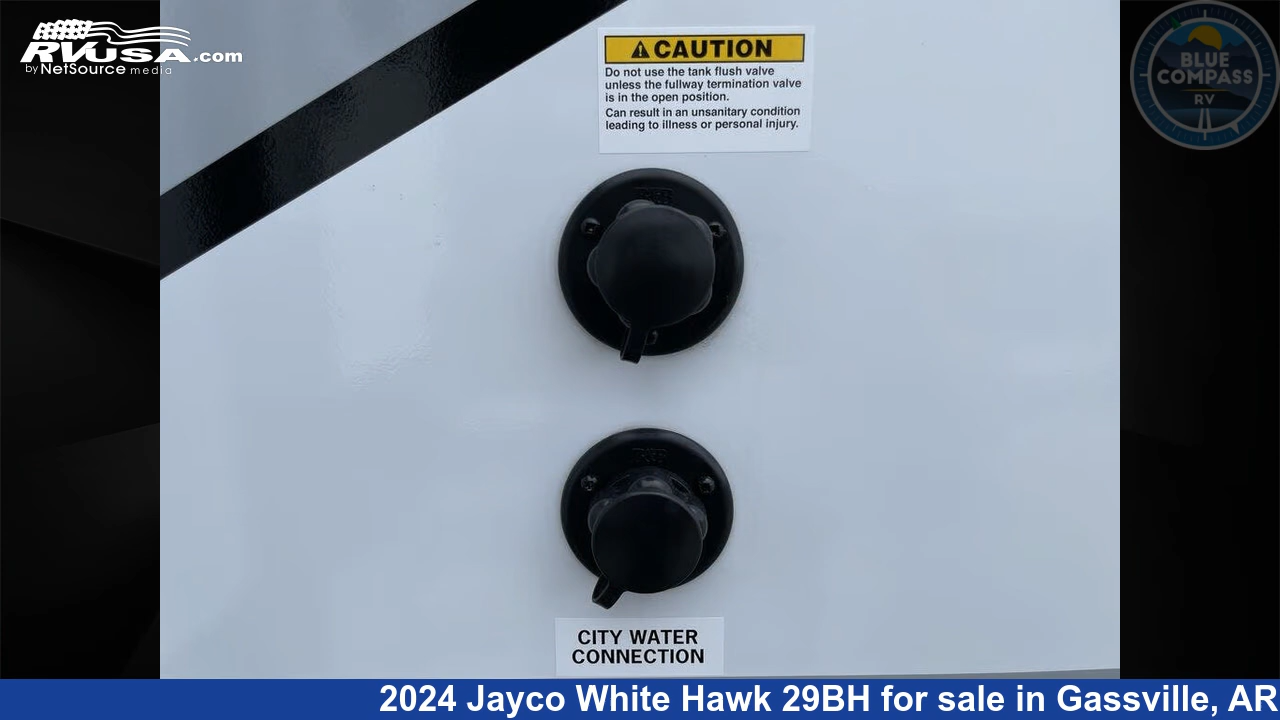 RVUSA.com
by NetSource media
CAUTION
Do not use the tank flush valve
unless the fullway termination valve
is in the open position.
Can result in an unsanitary condition
leading to illness or personal injury.
BLUE
COMPASS
RV
CITY WATER
CONNECTION
2024 Jayco White Hawk 29BH for sale in Gassville, AR